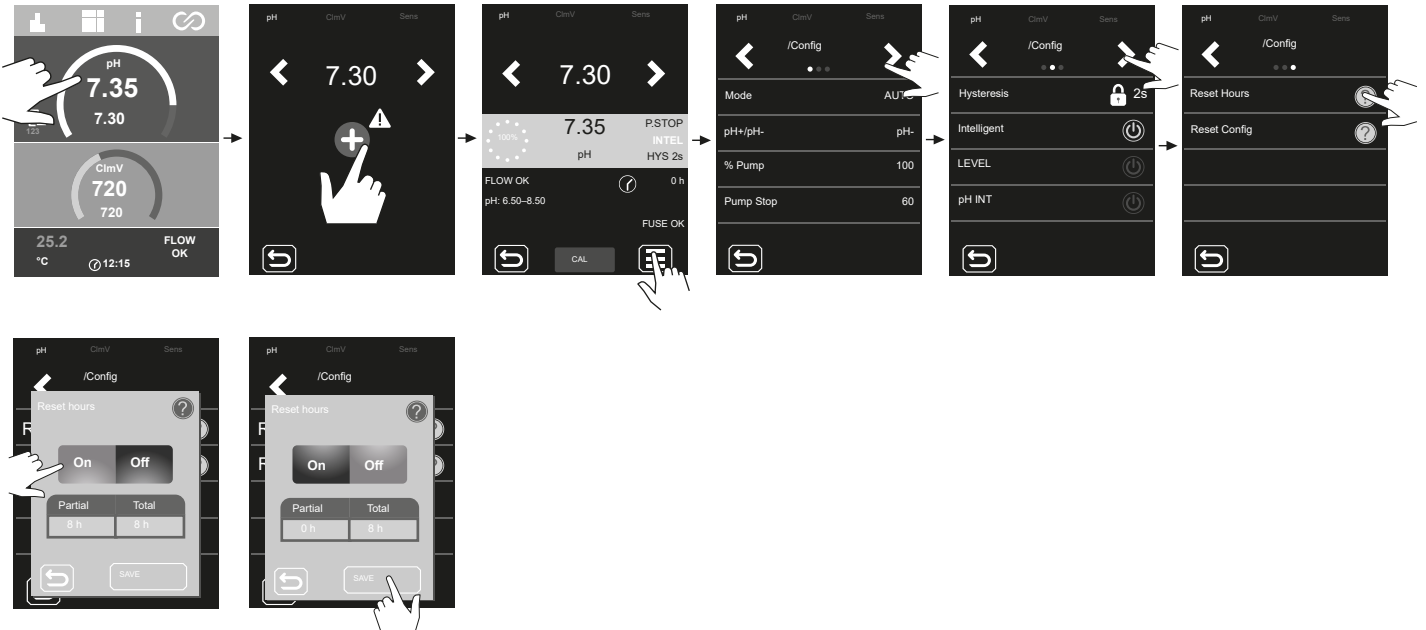 pH
7.35
7.30
123
ClmV
720
720
25.2
°C
12:15
FLOW
OK
pH ClmV Sens
7.30
pH ClmV Sens
7.30
100%
7.35
pH
P.STOP
INTEL
HYS 2s
FLOW OK
0 h
pH: 6.50–8.50
FUSE OK
CAL
pH ClmV Sens
/Config
Mode AUTO
pH+/pH- pH-
% Pump 100
Pump Stop 60
pH ClmV Sens
/Config
Hysteresis 2s
Intelligent
LEVEL
pH INT
pH ClmV Sens
/Config
Reset Hours ?
Reset Config ?
pH ClmV Sens
/Config
Reset hours ?
R
On Off
R
Partial Total
8 h 8 h
SAVE
pH ClmV Sens
/Config
Reset hours ?
R
On Off
R
Partial Total
0 h 8 h
SAVE